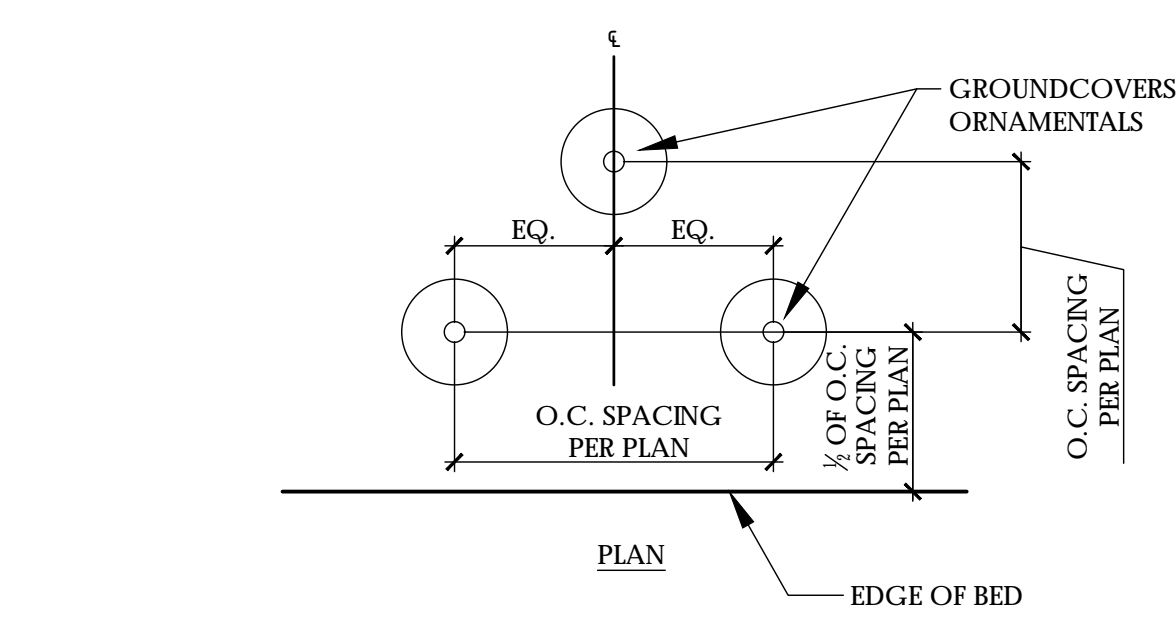 ℄
GROUNDCOVERS
ORNAMENTALS
EQ.
EQ.
O.C. SPACING
PER PLAN
½ OF O.C.
SPACING
PER PLAN
O.C. SPACING
PER PLAN
PLAN
EDGE OF BED